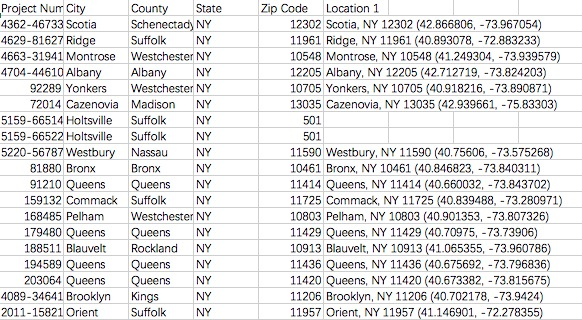 Project Num City County State Zip Code Location 1
4362-46733 Scotia Schenectady NY 12302 Scotia, NY 12302 (42.866806, -73.967054)
4629-81627 Ridge Suffolk NY 11961 Ridge, NY 11961 (40.893078, -72.883233)
4663-31941 Montrose Westchester NY 10548 Montrose, NY 10548 (41.249304, -73.939579)
4704-44610 Albany Albany NY 12205 Albany, NY 12205 (42.712719, -73.824203)
92289 Yonkers Westchester NY 10705 Yonkers, NY 10705 (40.918216, -73.890871)
72014 Cazenovia Madison NY 13035 Cazenovia, NY 13035 (42.939661, -75.83303)
5159-66514 Holtsville Suffolk NY 501
5159-66522 Holtsville Suffolk NY 501
5220-56787 Westbury Nassau NY 11590 Westbury, NY 11590 (40.75606, -73.575268)
81880 Bronx Bronx NY 10461 Bronx, NY 10461 (40.846823, -73.840311)
91210 Queens Queens NY 11414 Queens, NY 11414 (40.660032, -73.843702)
159132 Commack Suffolk NY 11725 Commack, NY 11725 (40.839488, -73.280971)
168485 Pelham Westchester NY 10803 Pelham, NY 10803 (40.901353, -73.807326)
179480 Queens Queens NY 11429 Queens, NY 11429 (40.70975, -73.73906)
188511 Blauvelt Rockland NY 10913 Blauvelt, NY 10913 (41.065355, -73.960786)
194589 Queens Queens NY 11436 Queens, NY 11436 (40.675692, -73.796836)
203064 Queens Queens NY 11420 Queens, NY 11420 (40.673382, -73.815675)
4089-34641 Brooklyn Kings NY 11206 Brooklyn, NY 11206 (40.702178, -73.9424)
2011-15821 Orient Suffolk NY 11957 Orient, NY 11957 (41.146901, -72.278355)